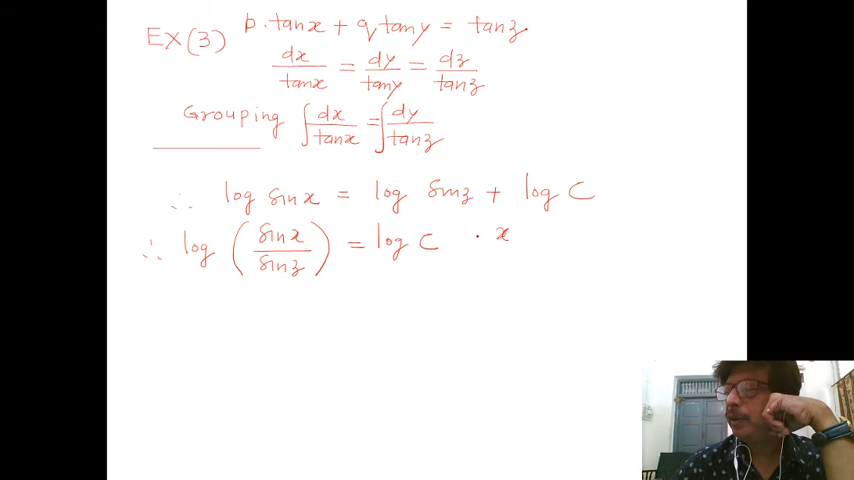 EX(3) p.tanx + q tany = tanz.
dx/tanx = dy/tany = dz/tanz
Grouping ∫ dx/tanx = ∫ dy/tanz
∴ log sinx = log sinz + log C
∴ log (sinx/sinz) = log C . x